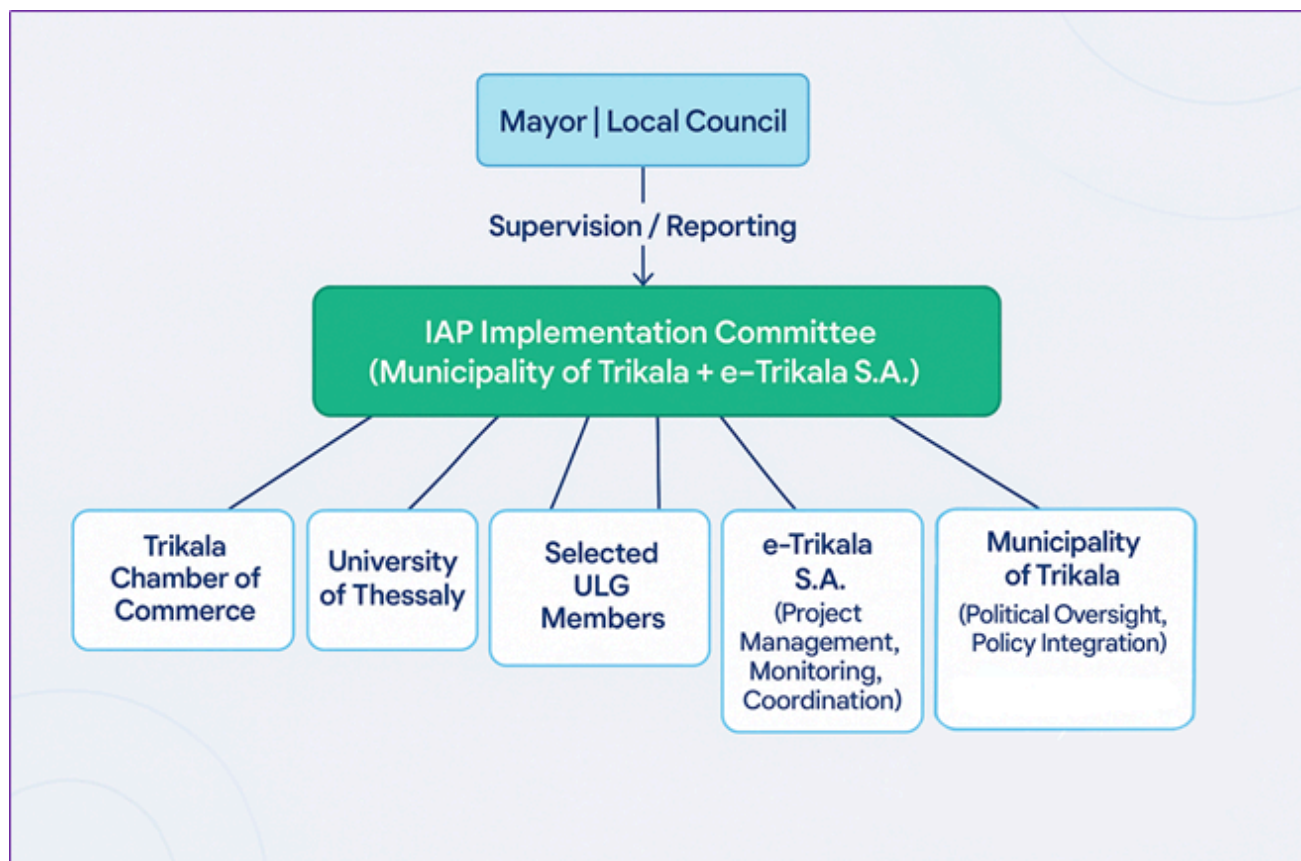 Mayor | Local Council
Supervision / Reporting
IAP Implementation Committee
(Municipality of Trikala + e-Trikala S.A.)
Trikala
Chamber of
Commerce
University
of Thessaly
Selected
ULG
Members
e-Trikala
S.A.
(Project
Management,
Monitoring,
Coordination)
Municipality
of Trikala
(Political Oversight,
Policy Integration)